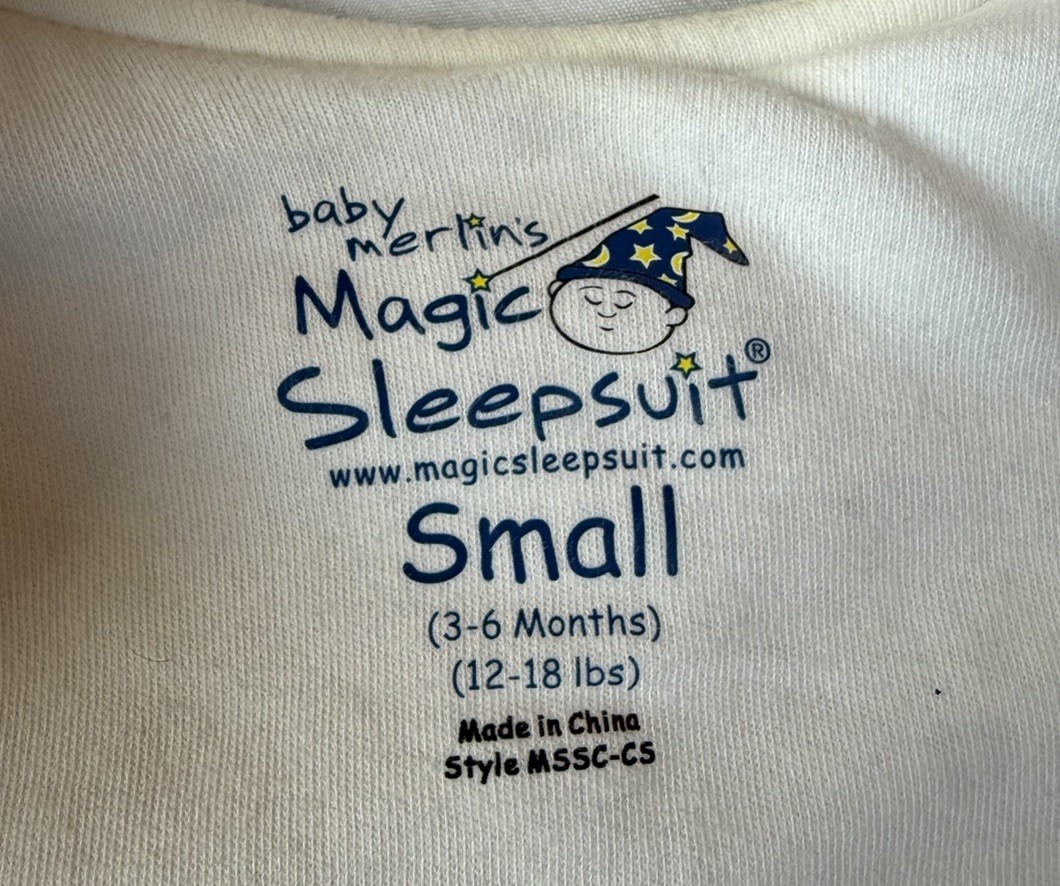 baby
merlin's
Magic
Sleepsuit®
www.magicsleepsuit.com
Small
(3-6 Months)
(12-18 lbs)
Made in China
Style MSSC-CS